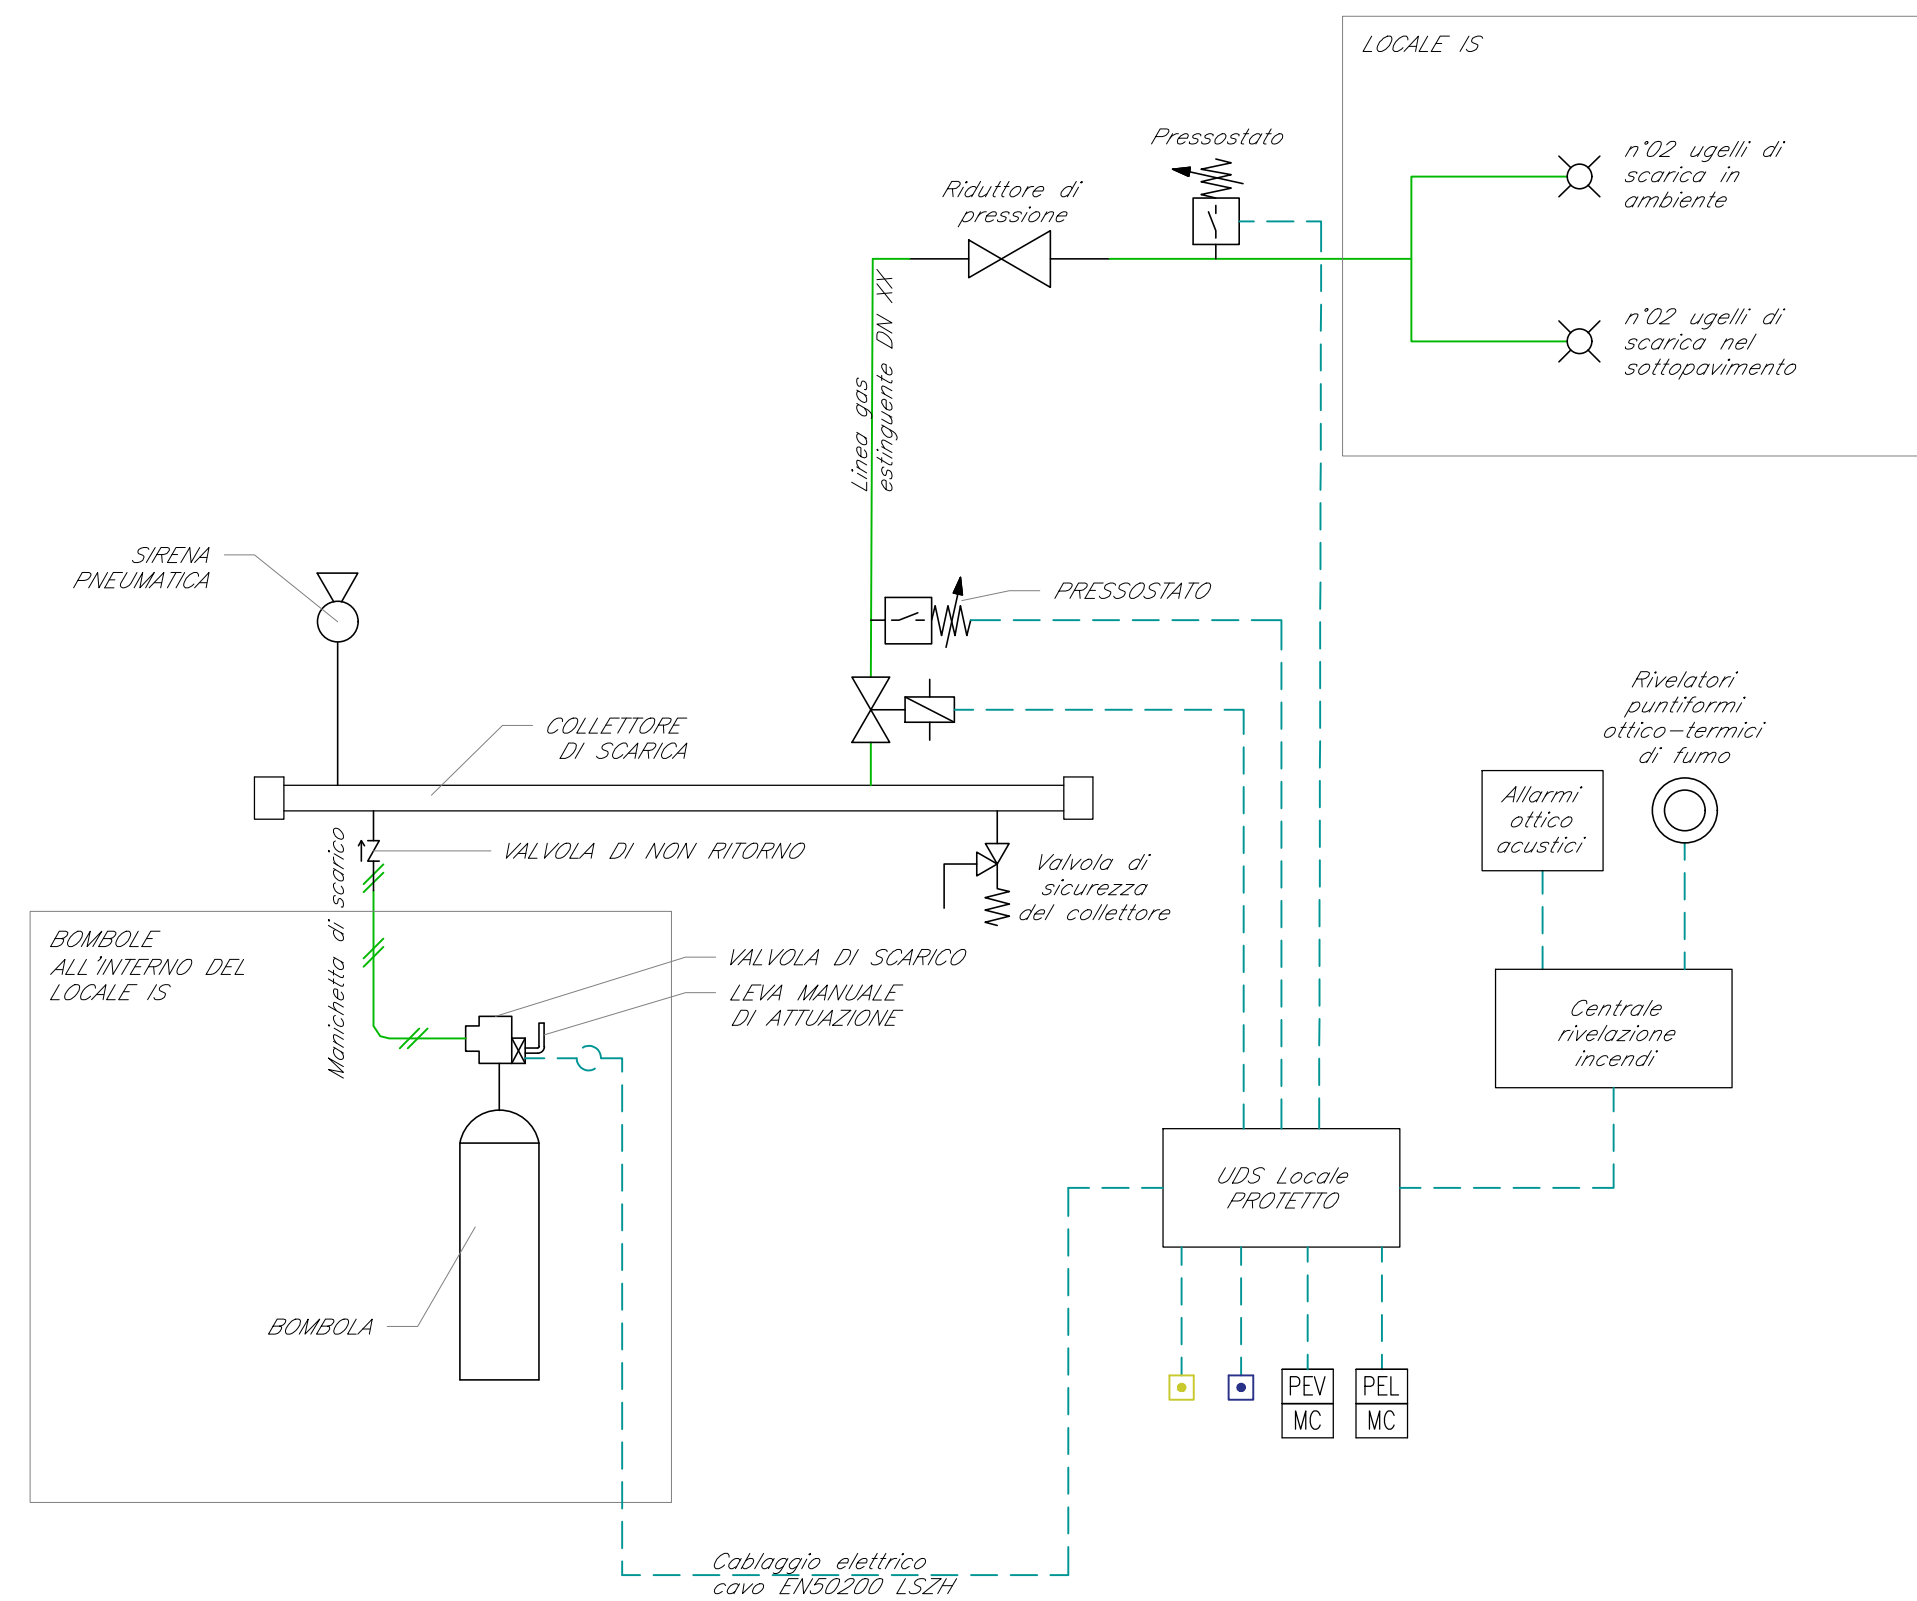 LOCALE IS
Pressostato
n°02 ugelli di
scarica in
ambiente
Riduttore di
pressione
n°02 ugelli di
scarica nel
sottopavimento
Linea gas
estinguente DN XX
SIRENA
PNEUMATICA
PRESSOSTATO
Rivelatori
puntiformi
ottico-termici
di fumo
COLLETTORE
DI SCARICA
Allarmi
ottico
acustici
VALVOLA DI NON RITORNO
Valvola di
sicurezza
del collettore
Manichetta di scarico
BOMBOLE
ALL'INTERNO DEL
LOCALE IS
VALVOLA DI SCARICO
LEVA MANUALE
DI ATTUAZIONE
Centrale
rivelazione
incendi
UDS Locale
PROTETTO
BOMBOLA
PEV
MC
PEL
MC
Cablaggio elettrico
cavo EN50200 LSZH